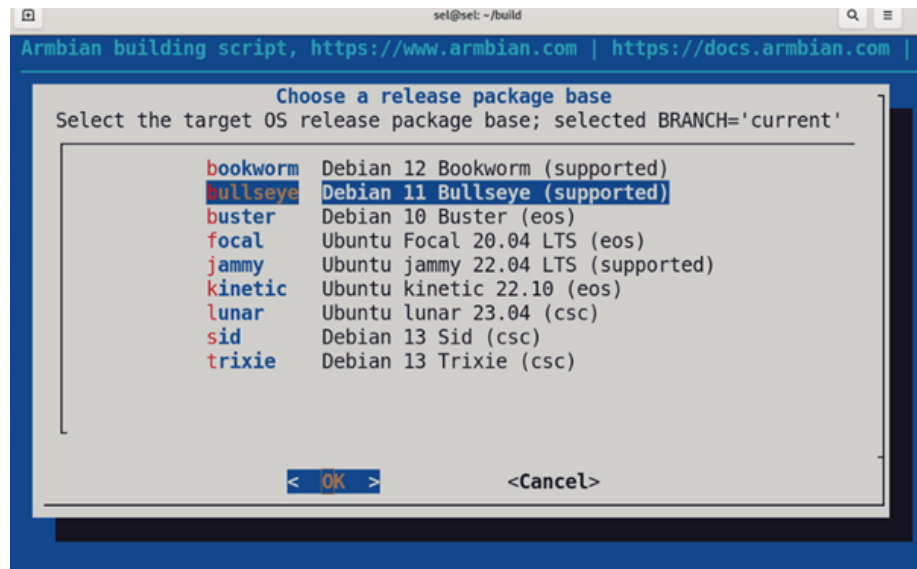 sel@sel: ~/build
Armbian building script, https://www.armbian.com | https://docs.armbian.com |
Choose a release package base
Select the target OS release package base; selected BRANCH='current'
bookworm Debian 12 Bookworm (supported)
bullseye Debian 11 Bullseye (supported)
buster Debian 10 Buster (eos)
focal Ubuntu Focal 20.04 LTS (eos)
jammy Ubuntu jammy 22.04 LTS (supported)
kinetic Ubuntu kinetic 22.10 (eos)
lunar Ubuntu lunar 23.04 (csc)
sid Debian 13 Sid (csc)
trixie Debian 13 Trixie (csc)
< OK > <Cancel>